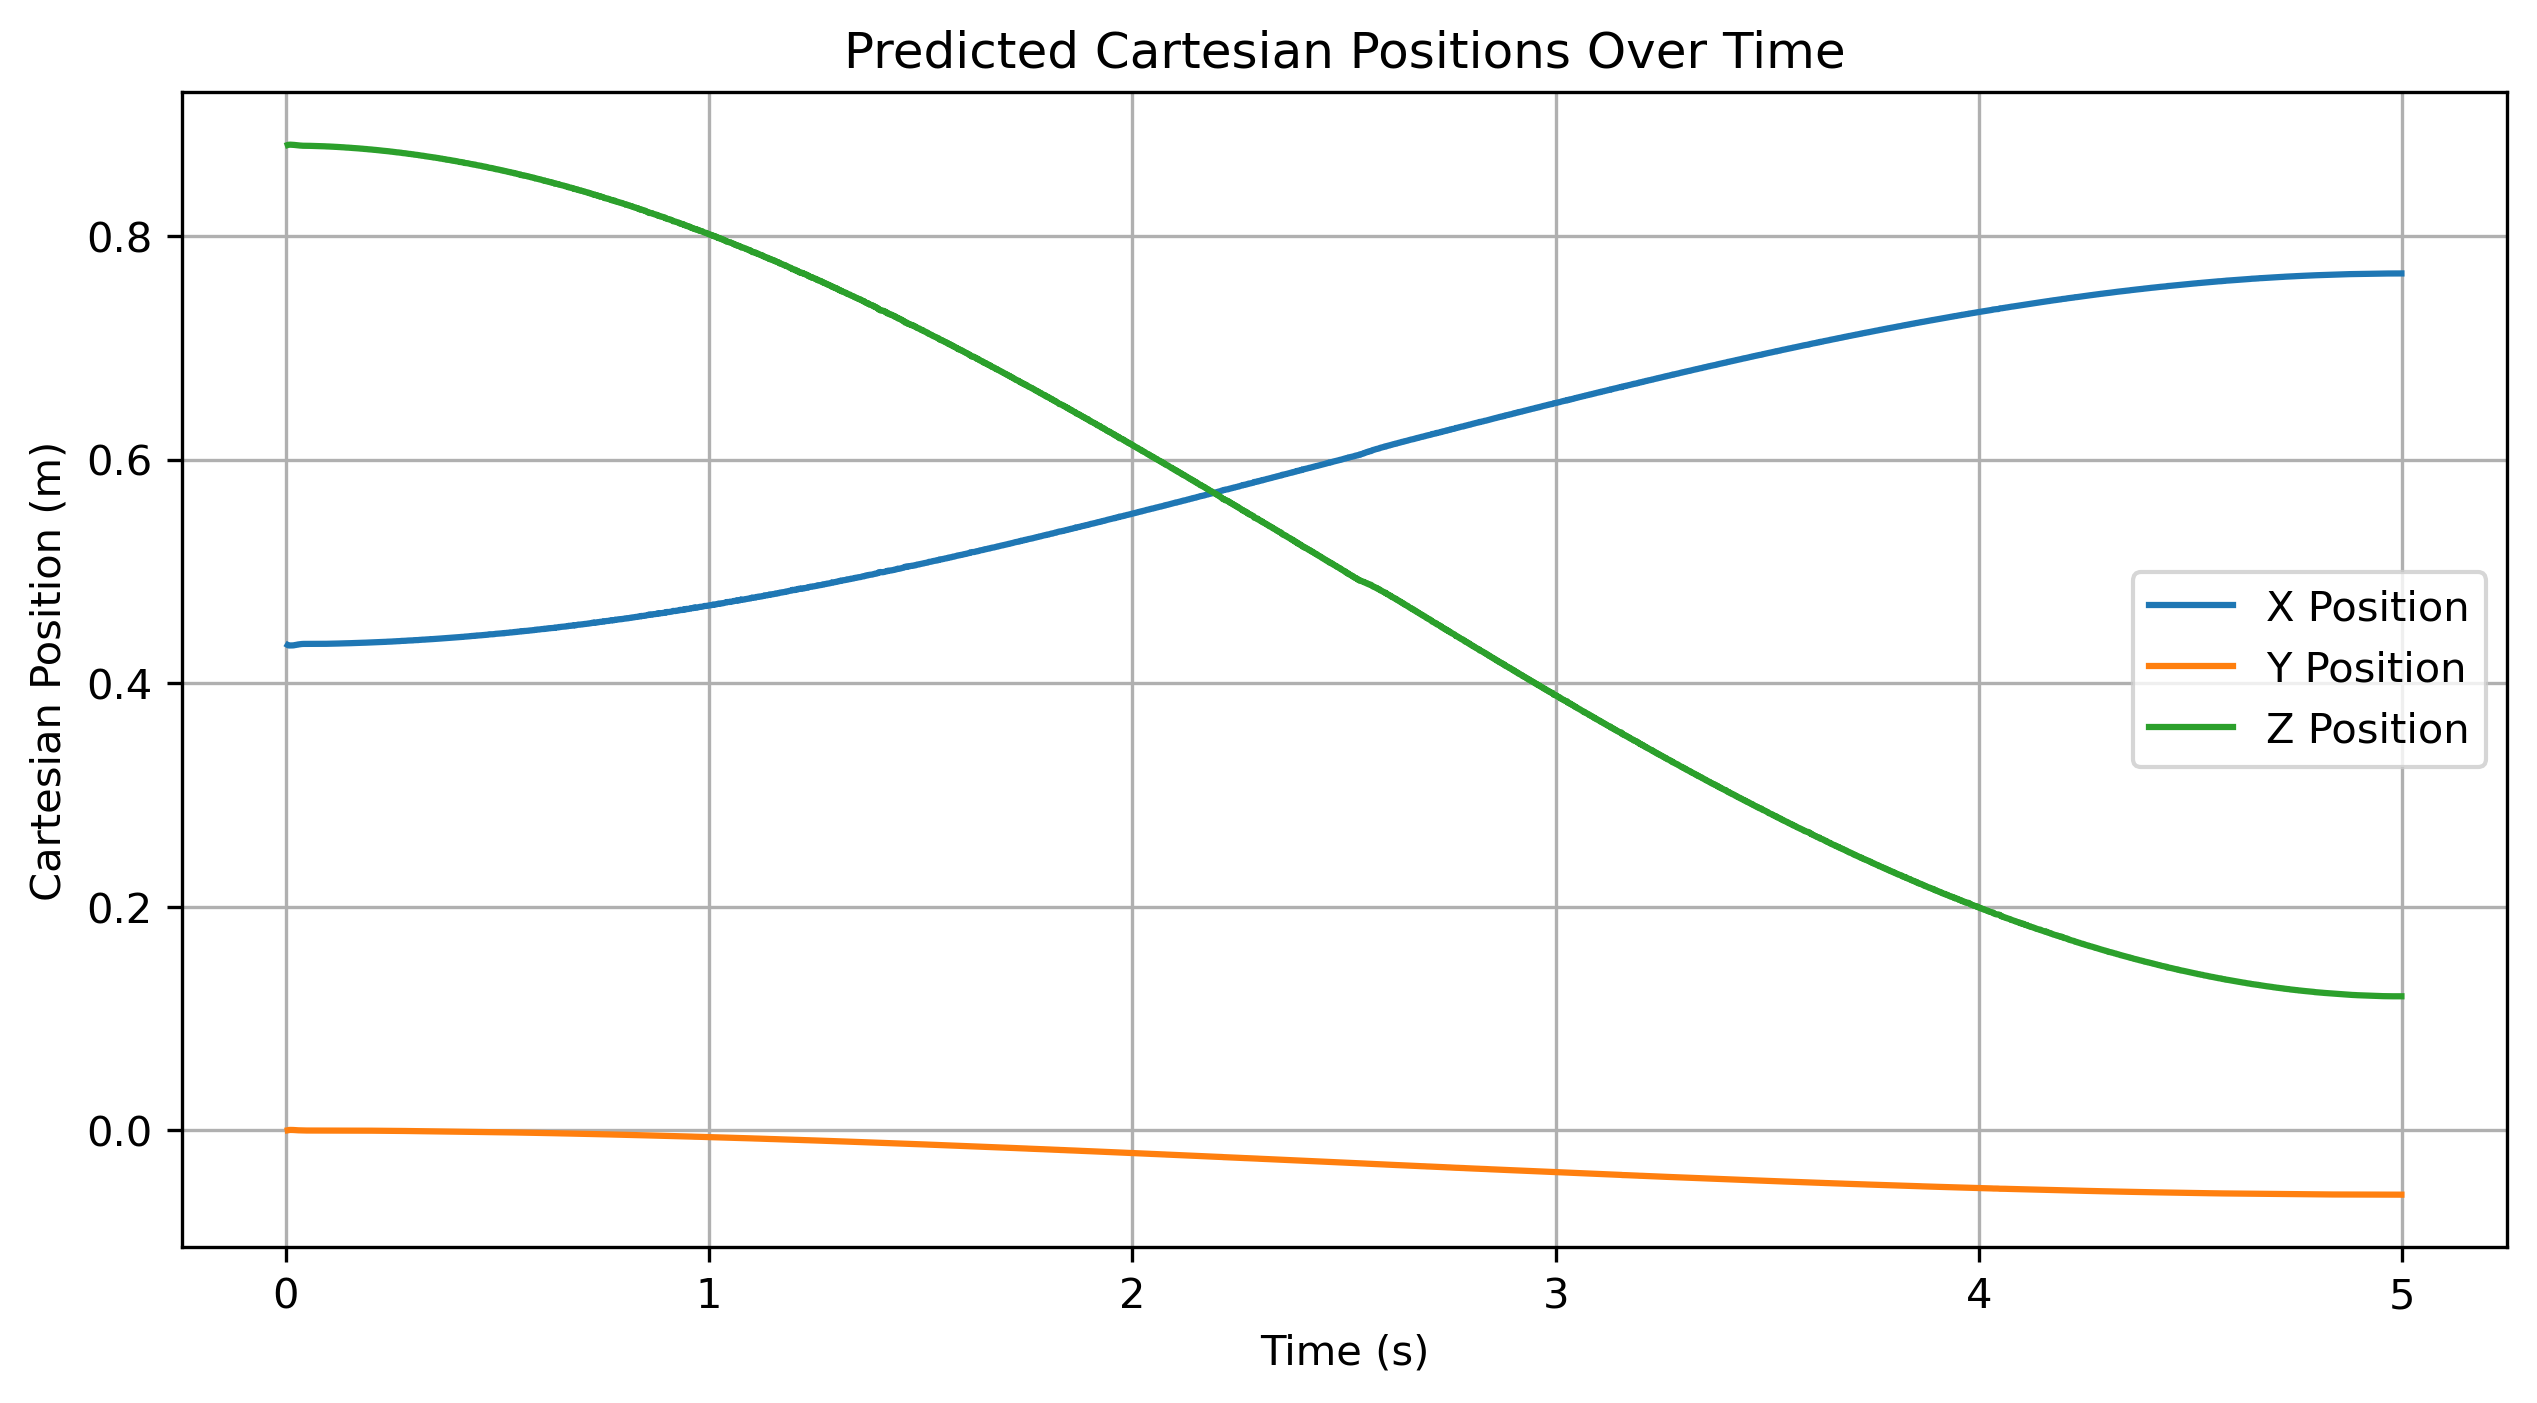 Predicted Cartesian Positions Over Time
Cartesian Position (m)
0.8
0.6
0.4
0.2
0.0
X Position
Y Position
Z Position
0 1 2 3 4 5
Time (s)